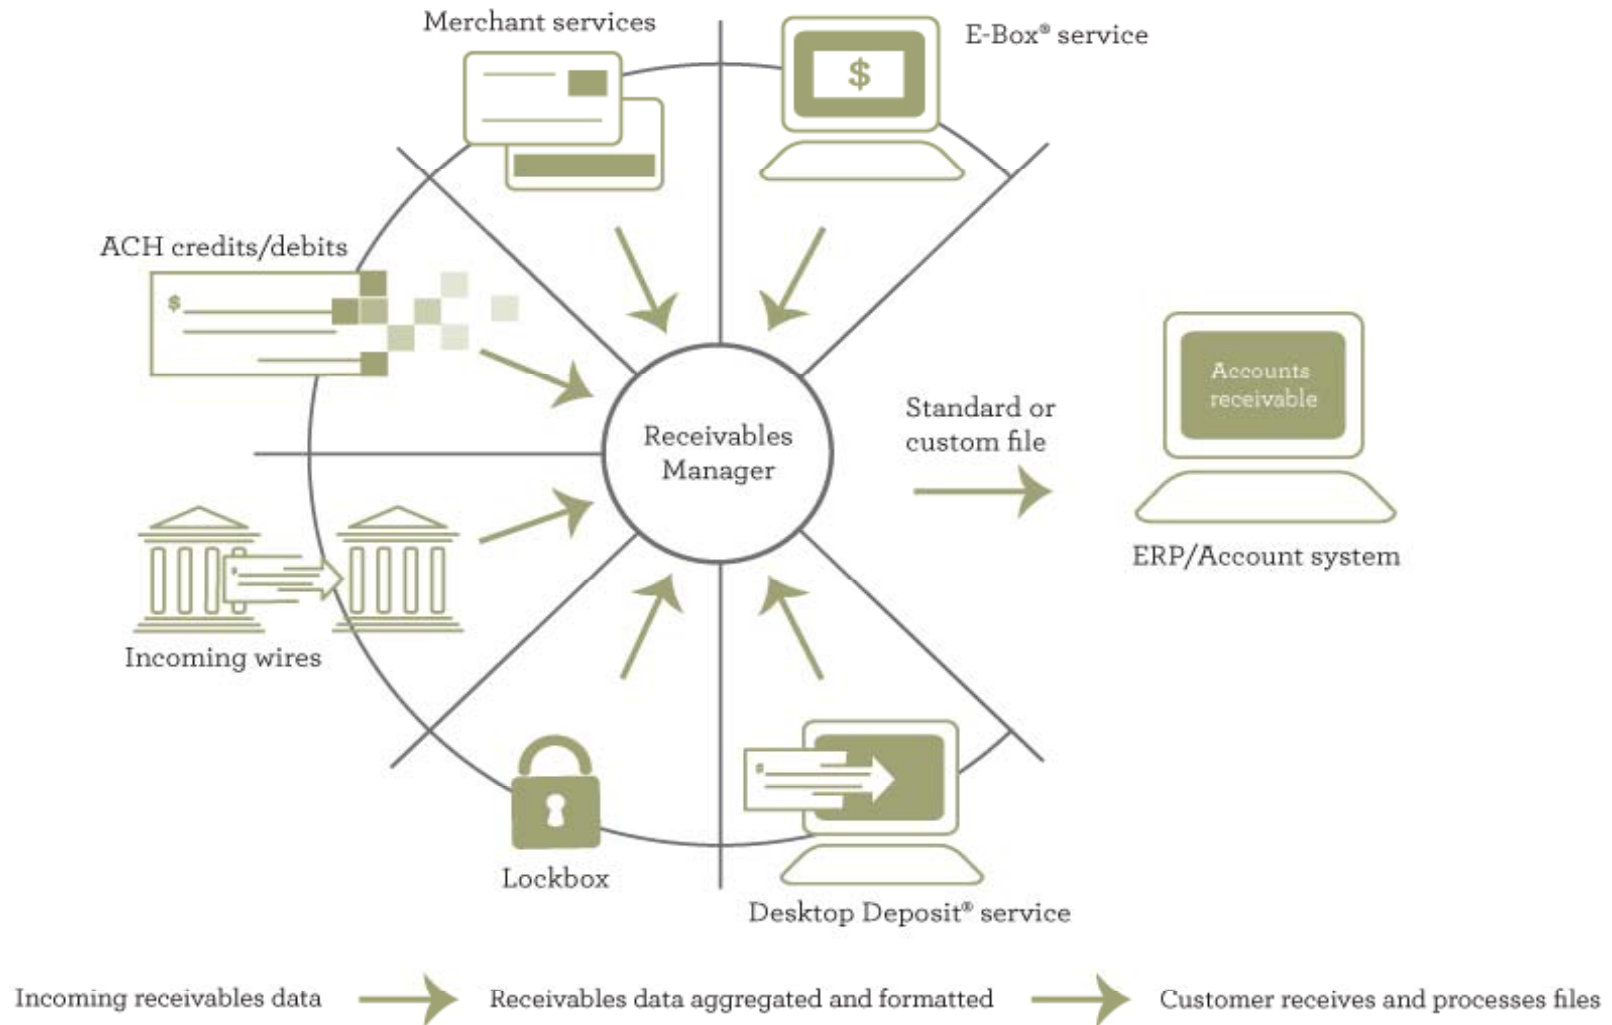 Merchant services
E-Box® service
$
ACH credits/debits
$
Accounts
receivable
Standard or
custom file
Receivables
Manager
ERP/Account system
$
Incoming wires
$
Lockbox
Desktop Deposit® service
Incoming receivables data
Receivables data aggregated and formatted
Customer receives and processes files